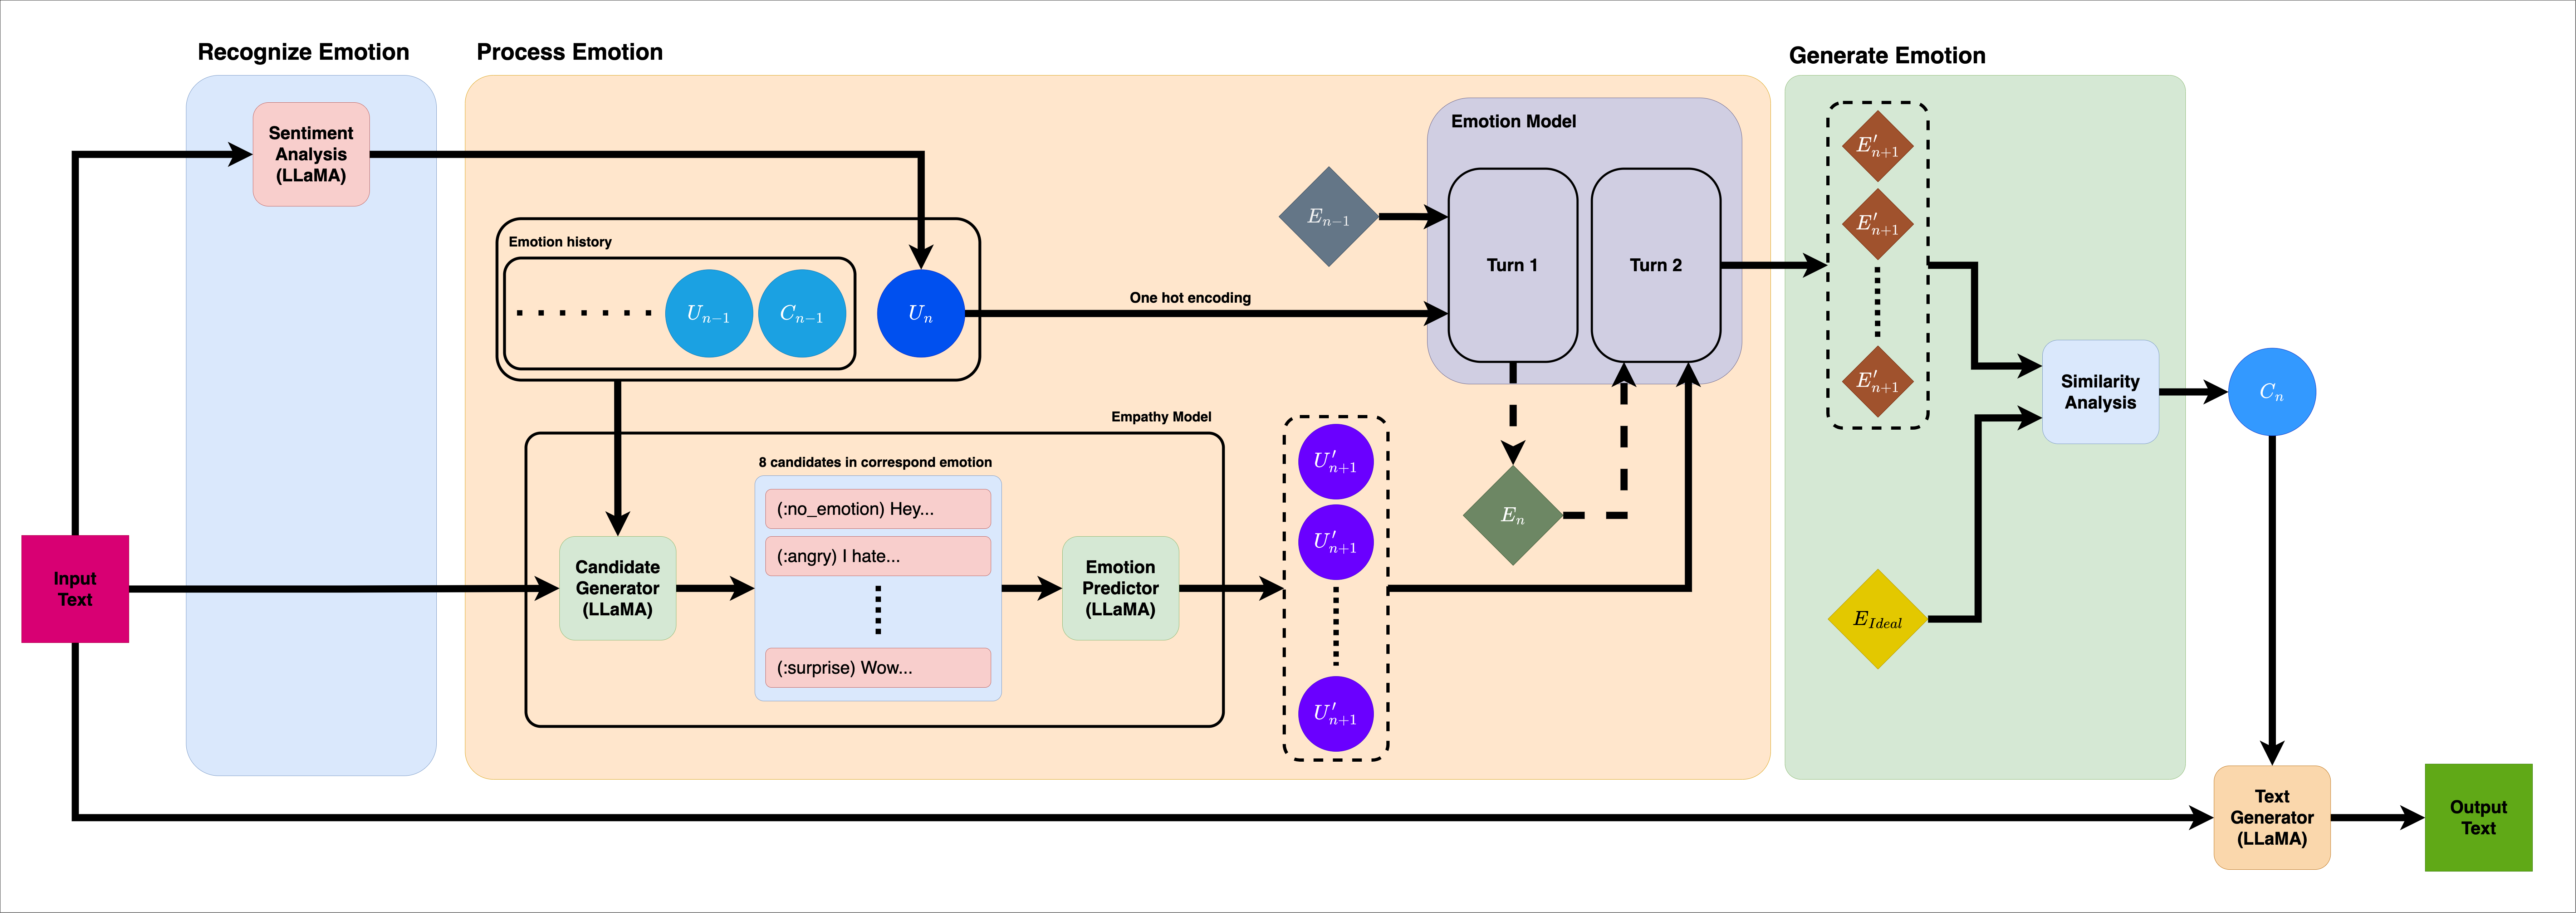 Recognize Emotion
Process Emotion
Generate Emotion
Sentiment
Analysis
(LLaMA)
Emotion history
U_{n-1}
C_{n-1}
U_n
One hot encoding
E_{n-1}
Emotion Model
Turn 1
Turn 2
E'_{n+1}
E'_{n+1}
E'_{n+1}
Similarity
Analysis
C_n
Empathy Model
8 candidates in correspond emotion
(:no_emotion) Hey...
(:angry) I hate...
(:surprise) Wow...
Input
Text
Candidate
Generator
(LLaMA)
Emotion
Predictor
(LLaMA)
U'_{n+1}
U'_{n+1}
U'_{n+1}
E_n
E_{Ideal}
Text
Generator
(LLaMA)
Output
Text